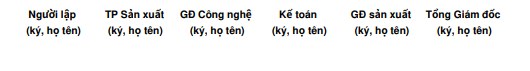 Người lập TP Sản xuất GĐ Công nghệ Kế toán GĐ sản xuất Tổng Giám đốc
(ký, họ tên) (ký, họ tên) (ký, họ tên) (ký, họ tên) (ký, họ tên) (ký, họ tên)